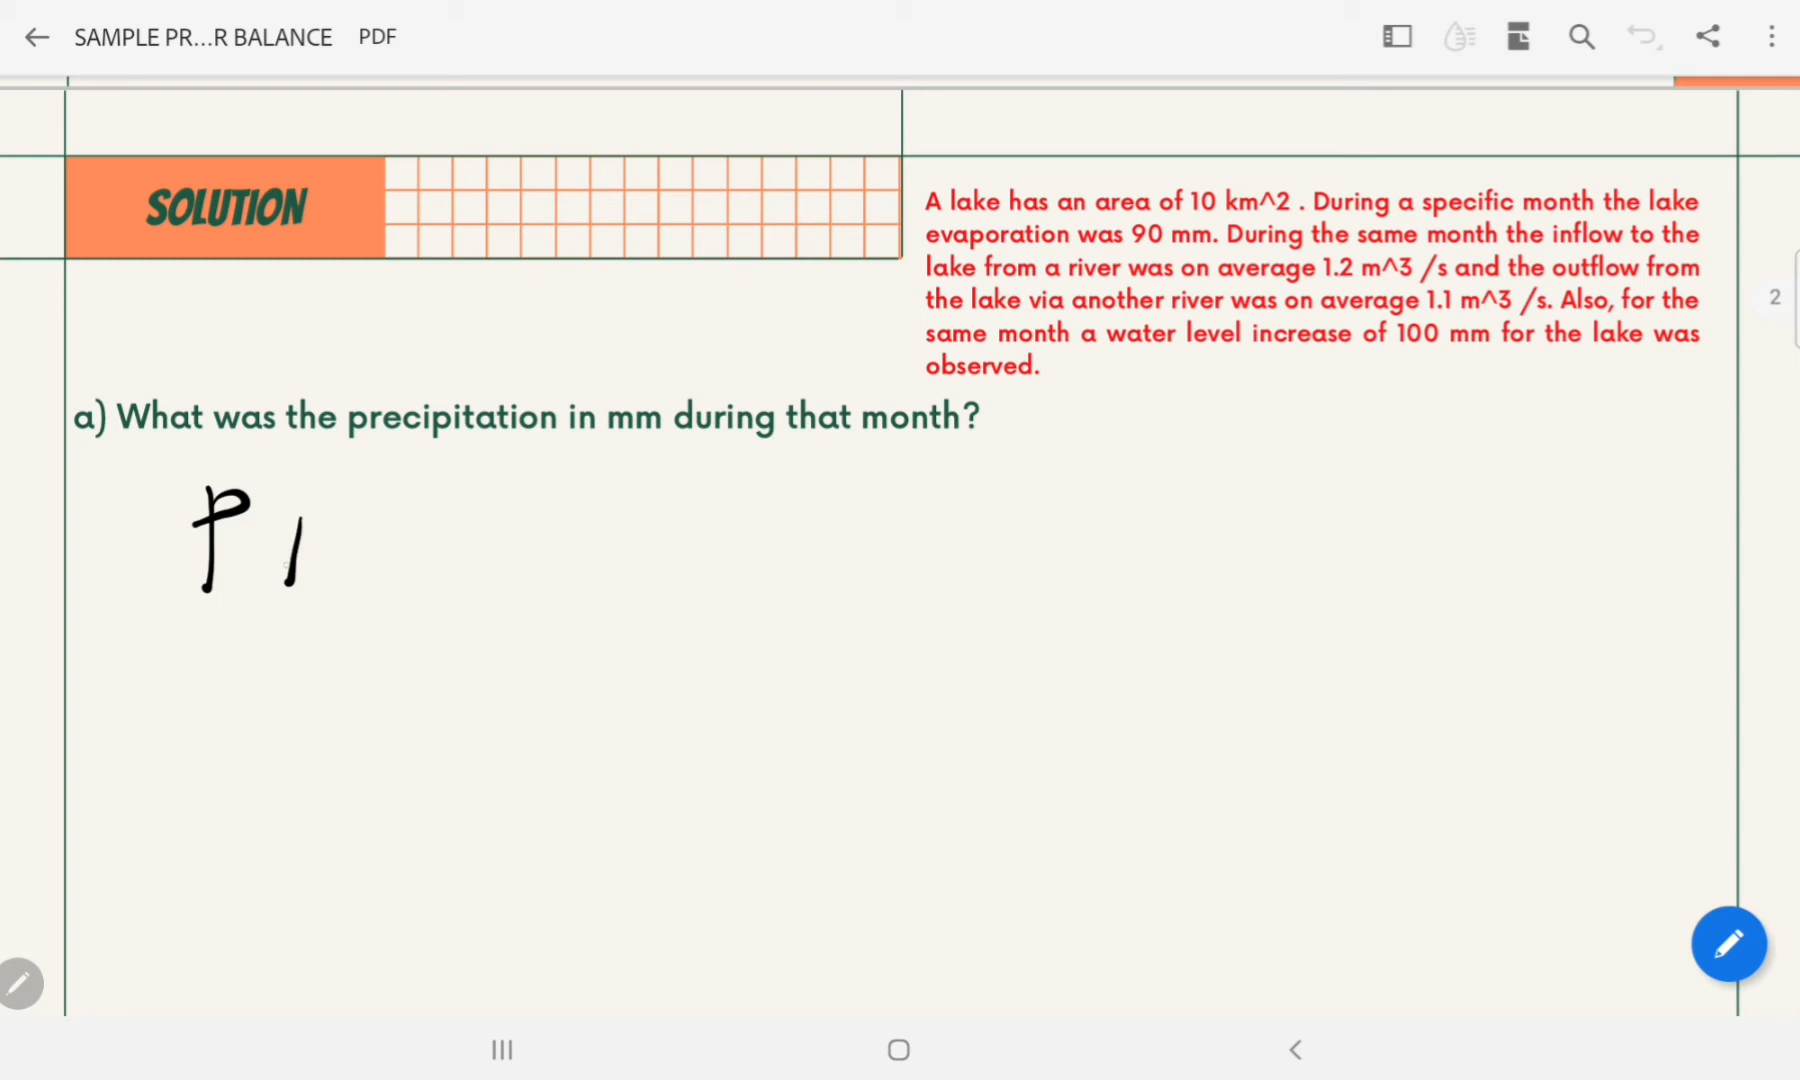 SAMPLE PR...R BALANCE PDF
SOLUTION
A lake has an area of 10 km^2 . During a specific month the lake
evaporation was 90 mm. During the same month the inflow to the
lake from a river was on average 1.2 m^3 /s and the outflow from
the lake via another river was on average 1.1 m^3 /s. Also, for the
same month a water level increase of 100 mm for the lake was
observed.
2
a) What was the precipitation in mm during that month?
P